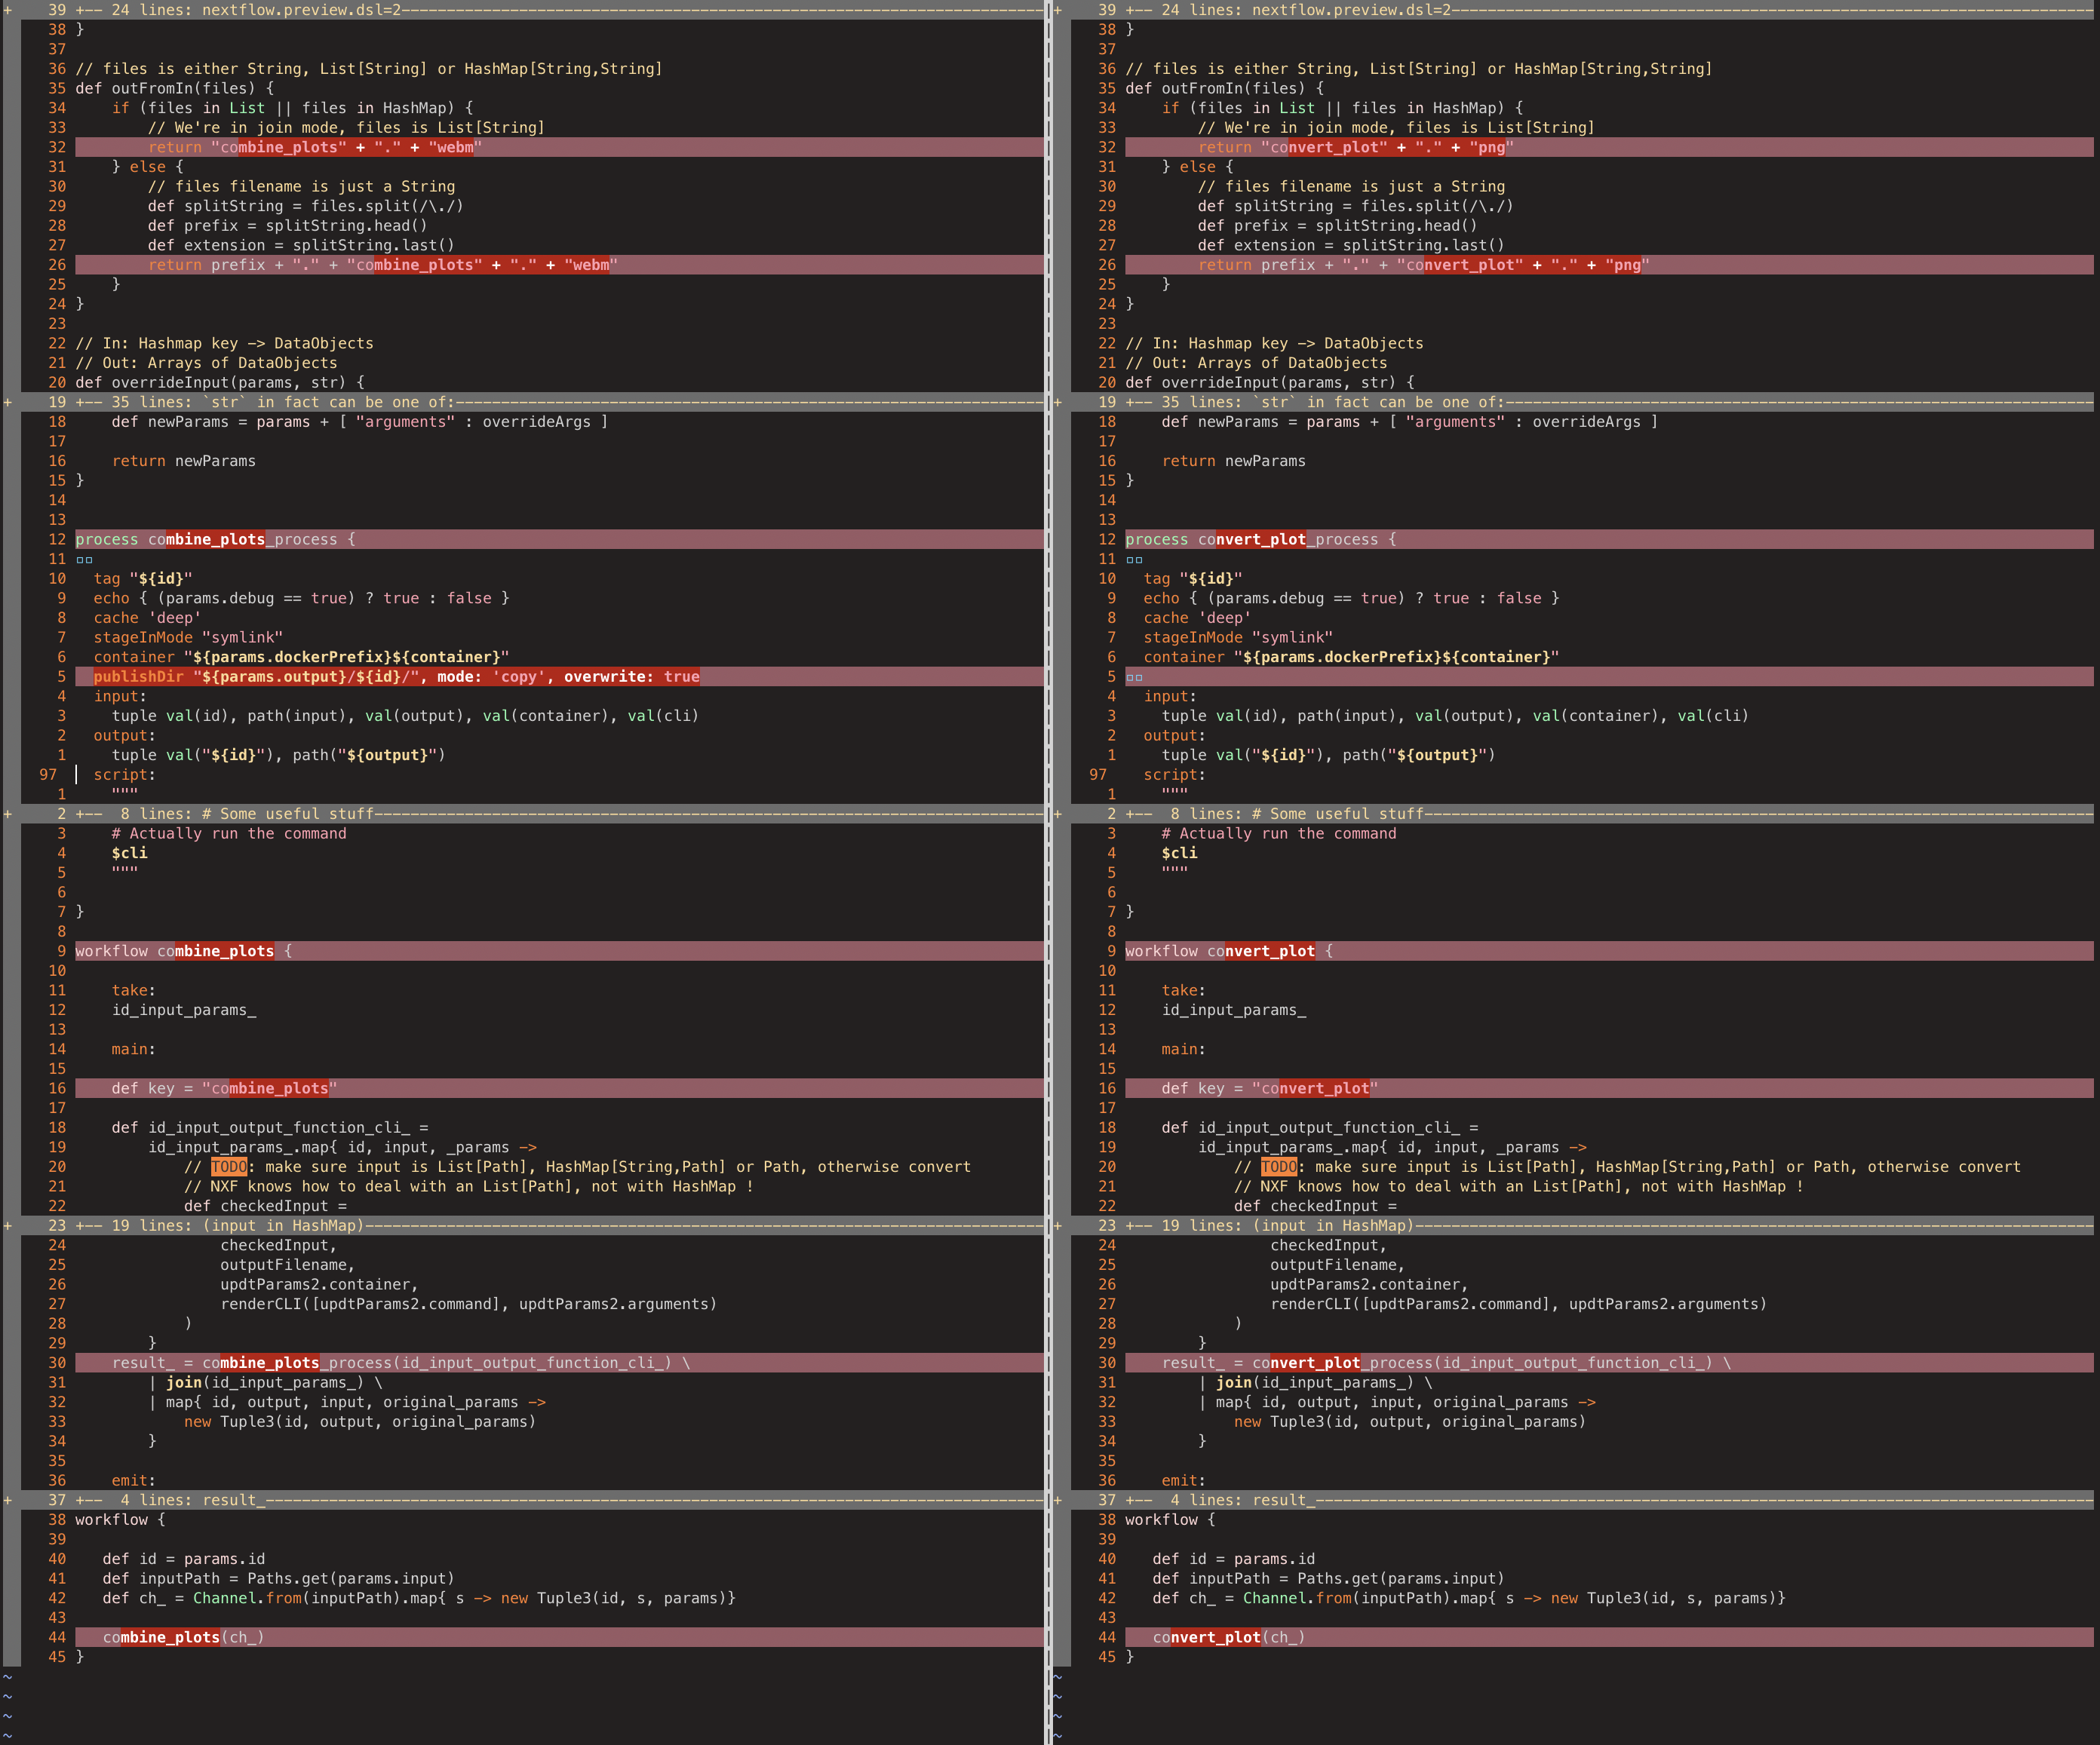 + 39 +-- 24 lines: nextflow.preview.dsl=2
38 }
37
36 // files is either String, List[String] or HashMap[String,String]
35 def outFromIn(files) {
34     if (files in List || files in HashMap) {
33         // We're in join mode, files is List[String]
32         return "combine_plots" + "." + "webm"
31     } else {
30         // files filename is just a String
29         def splitString = files.split(/\./)
28         def prefix = splitString.head()
27         def extension = splitString.last()
26         return prefix + "." + "combine_plots" + "." + "webm"
25     }
24 }
23
22 // In: Hashmap key -> DataObjects
21 // Out: Arrays of DataObjects
20 def overrideInput(params, str) {
+ 19 +-- 35 lines: `str` in fact can be one of:
18     def newParams = params + [ "arguments" : overrideArgs ]
17
16     return newParams
15 }
14
13
12 process combine_plots_process {
11
10   tag "${id}"
9   echo { (params.debug == true) ? true : false }
8   cache 'deep'
7   stageInMode "symlink"
6   container "${params.dockerPrefix}${container}"
5   publishDir "${params.output}/${id}/", mode: 'copy', overwrite: true
4   input:
3     tuple val(id), path(input), val(output), val(container), val(cli)
2   output:
1     tuple val("${id}"), path("${output}")
97   script:
1     """
+ 2 +--  8 lines: # Some useful stuff
3     # Actually run the command
4     $cli
5     """
6
7 }
8
9 workflow combine_plots {
10
11     take:
12     id_input_params_
13
14     main:
15
16     def key = "combine_plots"
17
18     def id_input_output_function_cli_ =
19         id_input_params_.map{ id, input, _params ->
20             // TODO: make sure input is List[Path], HashMap[String,Path] or Path, otherwise convert
21             // NXF knows how to deal with an List[Path], not with HashMap !
22             def checkedInput =
+ 23 +-- 19 lines: (input in HashMap)
24                 checkedInput,
25                 outputFilename,
26                 updtParams2.container,
27                 renderCLI([updtParams2.command], updtParams2.arguments)
28             )
29         }
30     result_ = combine_plots_process(id_input_output_function_cli_) \
31         | join(id_input_params_) \
32         | map{ id, output, input, original_params ->
33             new Tuple3(id, output, original_params)
34         }
35
36     emit:
+ 37 +--  4 lines: result_
38 workflow {
39
40    def id = params.id
41    def inputPath = Paths.get(params.input)
42    def ch_ = Channel.from(inputPath).map{ s -> new Tuple3(id, s, params)}
43
44    combine_plots(ch_)
45 }
~
~
~
~
+ 39 +-- 24 lines: nextflow.preview.dsl=2
38 }
37
36 // files is either String, List[String] or HashMap[String,String]
35 def outFromIn(files) {
34     if (files in List || files in HashMap) {
33         // We're in join mode, files is List[String]
32         return "convert_plot" + "." + "png"
31     } else {
30         // files filename is just a String
29         def splitString = files.split(/\./)
28         def prefix = splitString.head()
27         def extension = splitString.last()
26         return prefix + "." + "convert_plot" + "." + "png"
25     }
24 }
23
22 // In: Hashmap key -> DataObjects
21 // Out: Arrays of DataObjects
20 def overrideInput(params, str) {
+ 19 +-- 35 lines: `str` in fact can be one of:
18     def newParams = params + [ "arguments" : overrideArgs ]
17
16     return newParams
15 }
14
13
12 process convert_plot_process {
11
10   tag "${id}"
9   echo { (params.debug == true) ? true : false }
8   cache 'deep'
7   stageInMode "symlink"
6   container "${params.dockerPrefix}${container}"
5
4   input:
3     tuple val(id), path(input), val(output), val(container), val(cli)
2   output:
1     tuple val("${id}"), path("${output}")
97   script:
1     """
+ 2 +--  8 lines: # Some useful stuff
3     # Actually run the command
4     $cli
5     """
6
7 }
8
9 workflow convert_plot {
10
11     take:
12     id_input_params_
13
14     main:
15
16     def key = "convert_plot"
17
18     def id_input_output_function_cli_ =
19         id_input_params_.map{ id, input, _params ->
20             // TODO: make sure input is List[Path], HashMap[String,Path] or Path, otherwise convert
21             // NXF knows how to deal with an List[Path], not with HashMap !
22             def checkedInput =
+ 23 +-- 19 lines: (input in HashMap)
24                 checkedInput,
25                 outputFilename,
26                 updtParams2.container,
27                 renderCLI([updtParams2.command], updtParams2.arguments)
28             )
29         }
30     result_ = convert_plot_process(id_input_output_function_cli_) \
31         | join(id_input_params_) \
32         | map{ id, output, input, original_params ->
33             new Tuple3(id, output, original_params)
34         }
35
36     emit:
+ 37 +--  4 lines: result_
38 workflow {
39
40    def id = params.id
41    def inputPath = Paths.get(params.input)
42    def ch_ = Channel.from(inputPath).map{ s -> new Tuple3(id, s, params)}
43
44    convert_plot(ch_)
45 }
~
~
~
~